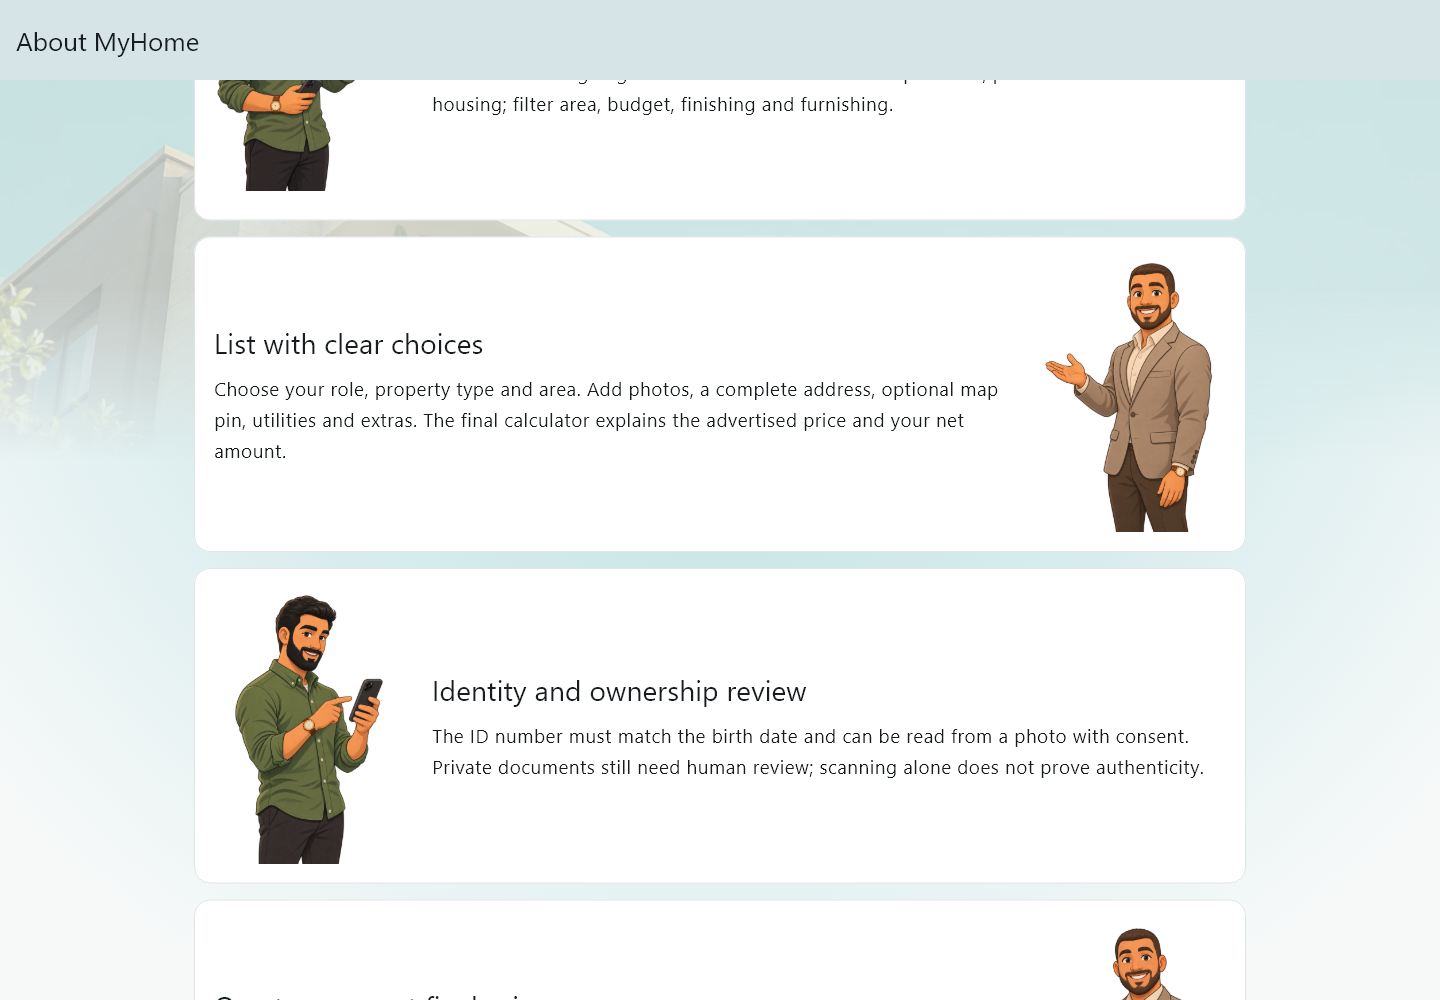 About MyHome
housing; filter area, budget, finishing and furnishing.
List with clear choices
Choose your role, property type and area. Add photos, a complete address, optional map
pin, utilities and extras. The final calculator explains the advertised price and your net
amount.
Identity and ownership review
The ID number must match the birth date and can be read from a photo with consent.
Private documents still need human review; scanning alone does not prove authenticity.